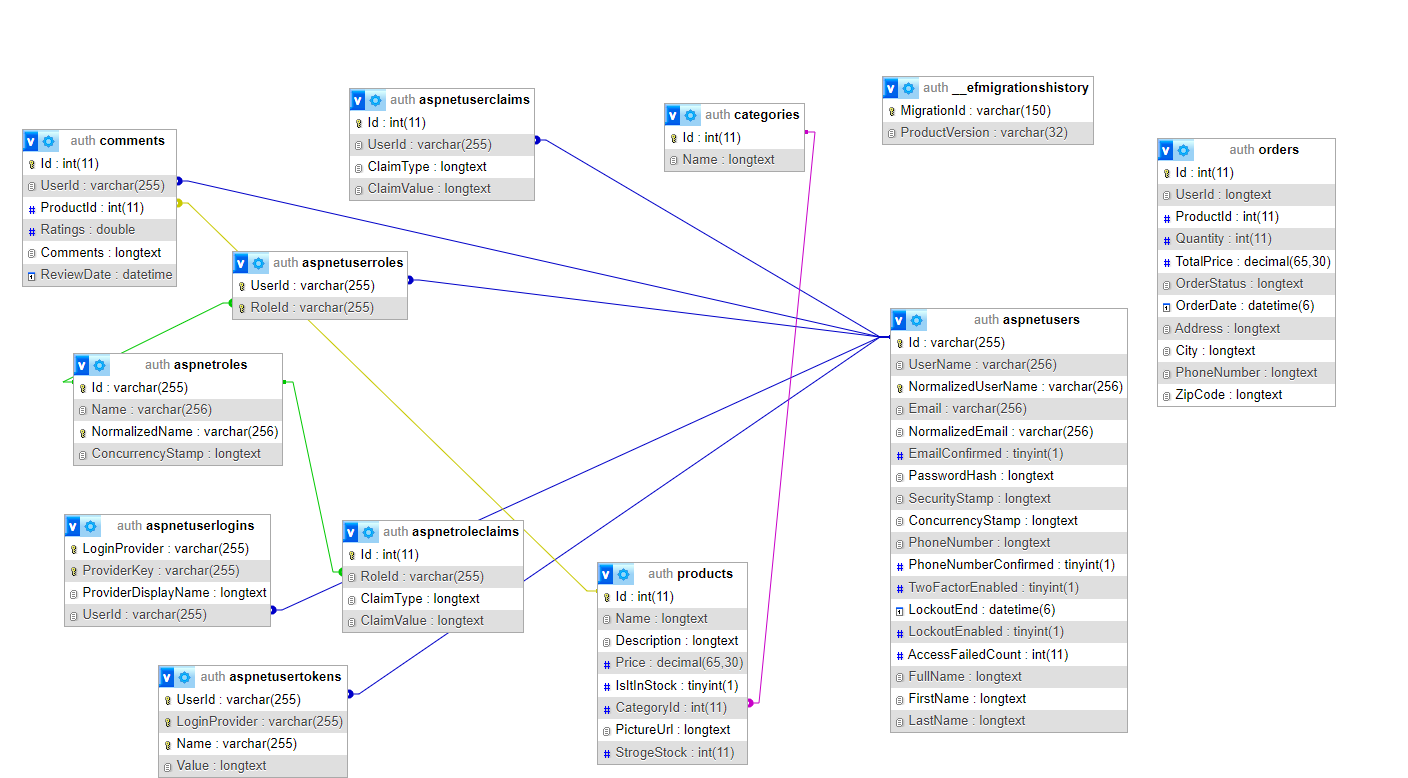 auth comments
Id : int(11)
UserId : varchar(255)
ProductId : int(11)
Ratings : double
Comments : longtext
ReviewDate : datetime
auth aspnetuserclaims
Id : int(11)
UserId : varchar(255)
ClaimType : longtext
ClaimValue : longtext
auth categories
Id : int(11)
Name : longtext
auth __efmigrationshistory
MigrationId : varchar(150)
ProductVersion : varchar(32)
auth orders
Id : int(11)
UserId : longtext
ProductId : int(11)
Quantity : int(11)
TotalPrice : decimal(65,30)
OrderStatus : longtext
OrderDate : datetime(6)
Address : longtext
City : longtext
PhoneNumber : longtext
ZipCode : longtext
auth aspnetuserroles
UserId : varchar(255)
RoleId : varchar(255)
auth aspnetroles
Id : varchar(255)
Name : varchar(256)
NormalizedName : varchar(256)
ConcurrencyStamp : longtext
auth aspnetusers
Id : varchar(255)
UserName : varchar(256)
NormalizedUserName : varchar(256)
Email : varchar(256)
NormalizedEmail : varchar(256)
EmailConfirmed : tinyint(1)
PasswordHash : longtext
SecurityStamp : longtext
ConcurrencyStamp : longtext
PhoneNumber : longtext
PhoneNumberConfirmed : tinyint(1)
TwoFactorEnabled : tinyint(1)
LockoutEnd : datetime(6)
LockoutEnabled : tinyint(1)
AccessFailedCount : int(11)
FullName : longtext
FirstName : longtext
LastName : longtext
auth aspnetuserlogins
LoginProvider : varchar(255)
ProviderKey : varchar(255)
ProviderDisplayName : longtext
UserId : varchar(255)
auth aspnetroleclaims
Id : int(11)
RoleId : varchar(255)
ClaimType : longtext
ClaimValue : longtext
auth products
Id : int(11)
Name : longtext
Description : longtext
Price : decimal(65,30)
IsItInStock : tinyint(1)
CategoryId : int(11)
PictureUrl : longtext
StrogeStock : int(11)
auth aspnetusertokens
UserId : varchar(255)
LoginProvider : varchar(255)
Name : varchar(255)
Value : longtext